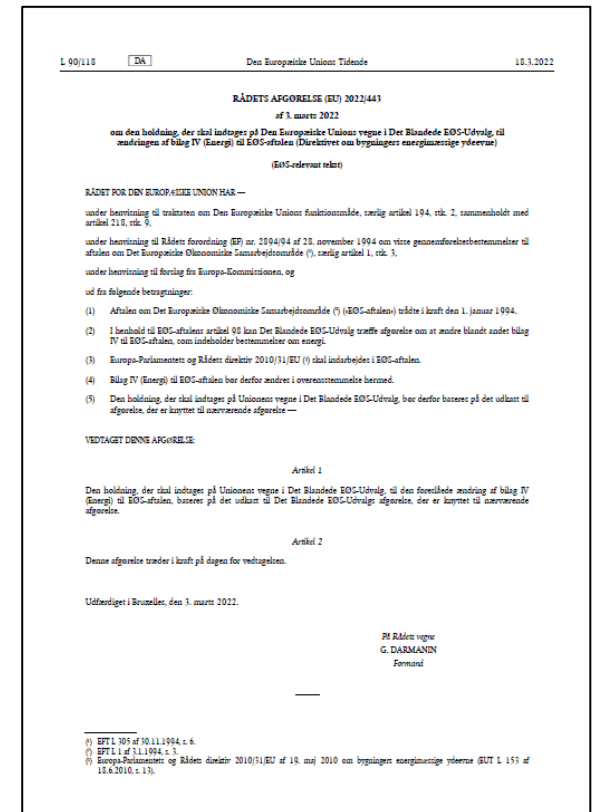 L 90/118 DA Den Europæiske Unions Tidende 18.3.2022
RÅDETS AFGØRELSE (EU) 2022/443
af 3. marts 2022
om den holdning, der skal indtages på Den Europæiske Unions vegne i Det Blandede EØS-Udvalg, til
ændringen af bilag IV (Energi) til EØS-aftalen (Direktivet om bygningers energimæssige ydeevne)
(EØS-relevant tekst)
RÅDET FOR DEN EUROPÆISKE UNION HAR —
under henvisning til traktaten om Den Europæiske Unions funktionsmåde, særlig artikel 194, stk. 2, sammenholdt med
artikel 218, stk. 9,
under henvisning til Rådets forordning (EF) nr. 2894/94 af 28. november 1994 om visse gennemførelsesbestemmelser til
aftalen om Det Europæiske Økonomiske Samarbejdsområde (¹), særlig artikel 1, stk. 3,
under henvisning til forslag fra Europa-Kommissionen, og
ud fra følgende betragtninger:
(1) Aftalen om Det Europæiske Økonomiske Samarbejdsområde (²) (»EØS-aftalen«) trådte i kraft den 1. januar 1994.
(2) I henhold til EØS-aftalens artikel 98 kan Det Blandede EØS-Udvalg træffe afgørelse om at ændre blandt andet bilag
IV til EØS-aftalen, som indeholder bestemmelser om energi.
(3) Europa-Parlamentets og Rådets direktiv 2010/31/EU (³) skal indarbejdes i EØS-aftalen.
(4) Bilag IV (Energi) til EØS-aftalen bør derfor ændres i overensstemmelse hermed.
(5) Den holdning, der skal indtages på Unionens vegne i Det Blandede EØS-Udvalg, bør derfor baseres på det udkast til
afgørelse, der er knyttet til nærværende afgørelse —
VEDTAGET DENNE AFGØRELSE:
Artikel 1
Den holdning, der skal indtages på Unionens vegne i Det Blandede EØS-Udvalg, til den foreslåede ændring af bilag IV
(Energi) til EØS-aftalen, baseres på det udkast til Det Blandede EØS-Udvalgs afgørelse, der er knyttet til nærværende
afgørelse.
Artikel 2
Denne afgørelse træder i kraft på dagen for vedtagelsen.
Udfærdiget i Bruxelles, den 3. marts 2022.
På Rådets vegne
G. DARMANIN
Formand
(¹) EFT L 305 af 30.11.1994, s. 6.
(²) EFT L 1 af 3.1.1994, s. 3.
(³) Europa-Parlamentets og Rådets direktiv 2010/31/EU af 19. maj 2010 om bygningers energimæssige ydeevne (EUT L 153 af
18.6.2010, s. 13).